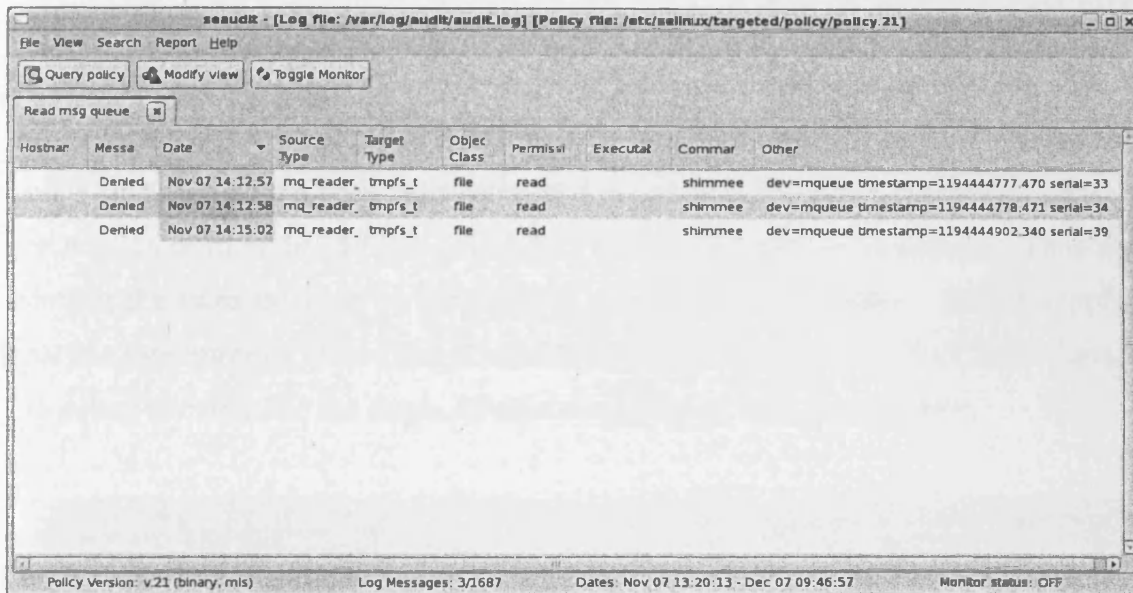 seaudit - [Log file: /var/log/audit/audit.log] [Policy file: /etc/selinux/targeted/policy/policy.21]
File View Search Report Help
Query policy Modify view Toggle Monitor
Read msg queue
Hostnar Messa Date Source Type Target Type Objec Class Permissi Executab Commar Other
Denied Nov 07 14:12:57 mq_reader_ tmpfs_t file read shimmee dev=mqueue timestamp=1194444777.470 serial=33
Denied Nov 07 14:12:58 mq_reader_ tmpfs_t file read shimmee dev=mqueue timestamp=1194444778.471 serial=34
Denied Nov 07 14:15:02 mq_reader_ tmpfs_t file read shimmee dev=mqueue timestamp=1194444902.340 serial=39
Policy Version: v.21 (binary, mls) Log Messages: 3/1687 Dates: Nov 07 13:20:13 - Dec 07 09:46:57 Monitor status: OFF